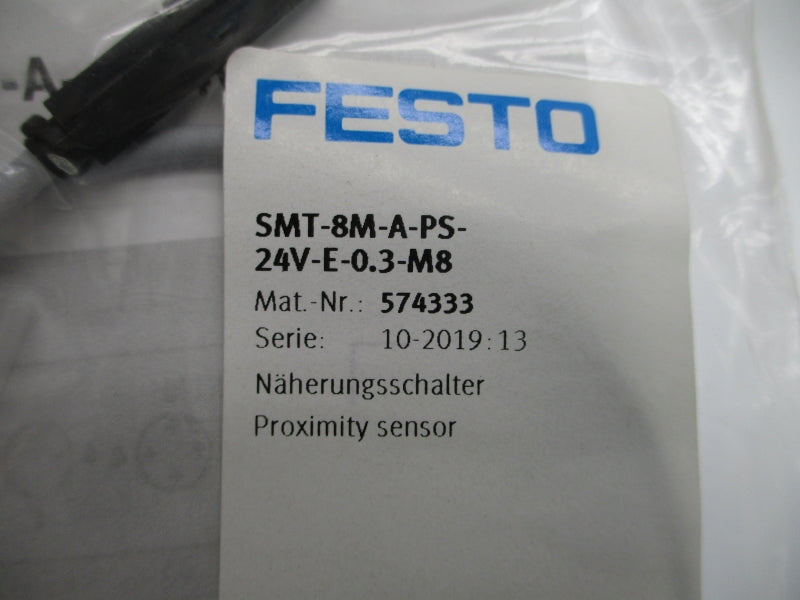 FESTO
SMT-8M-A-PS-
24V-E-0.3-M8
Mat.-Nr.: 574333
Serie: 10-2019:13
Näherungsschalter
Proximity sensor
-A-